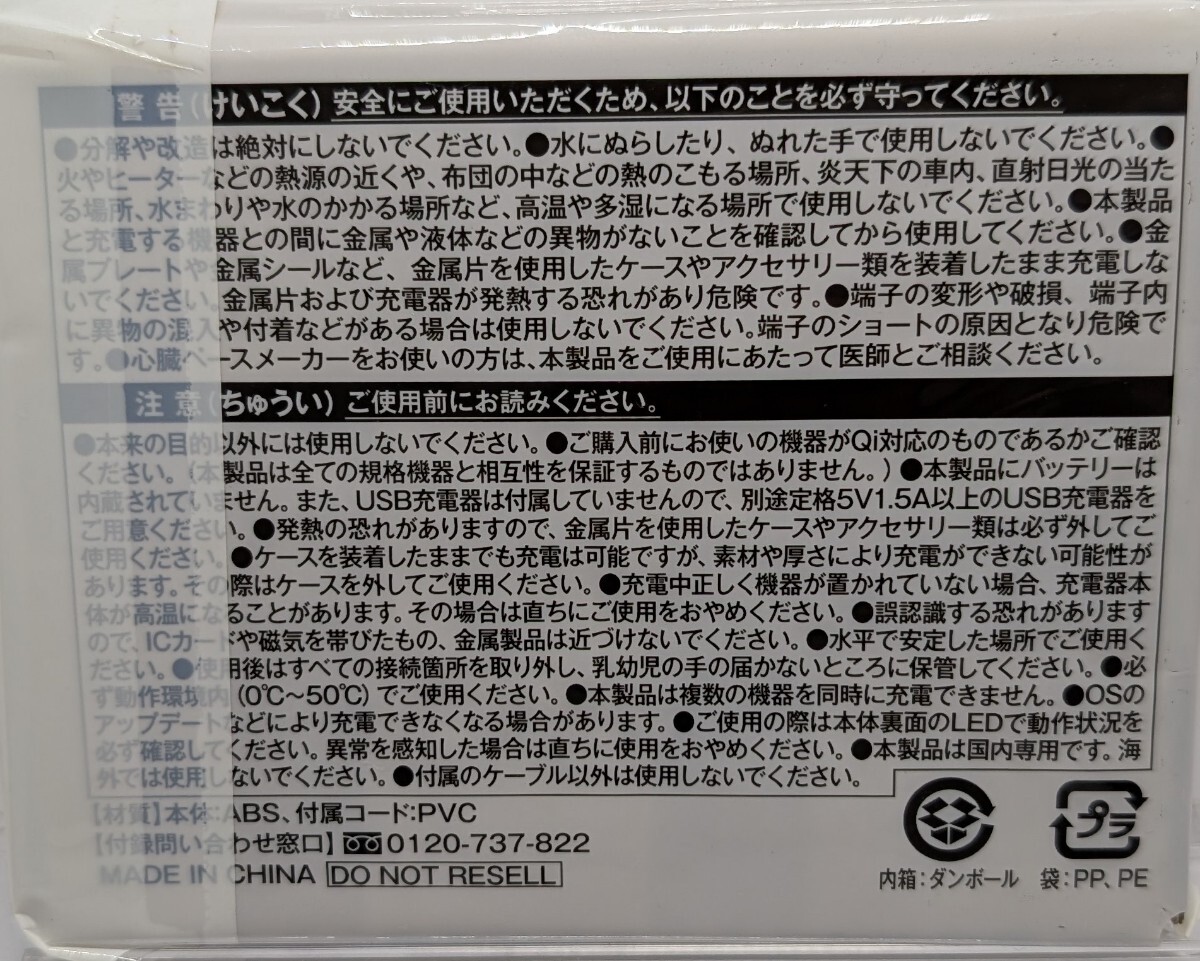 警告(けいこく) 安全にご使用いただくため、以下のことを必ず守ってください。
●分解や改造は絶対にしないでください。●水にぬらしたり、ぬれた手で使用しないでください。●
火やヒーターなどの熱源の近くや、布団の中などの熱のこもる場所、炎天下の車内、直射日光の当た
る場所、水まわりや水のかかる場所など、高温や多湿になる場所で使用しないでください。●本製品
と充電する機器との間に金属や液体などの異物がないことを確認してから使用してください。●金
属プレートや金属シールなど、金属片を使用したケースやアクセサリー類を装着したまま充電しな
いでください。金属片および充電器が発熱する恐れがあり危険です。●端子の変形や破損、端子内
に異物の混入や付着などがある場合は使用しないでください。端子のショートの原因となり危険で
す。●心臓ペースメーカーをお使いの方は、本製品をご使用にあたって医師とご相談ください。
注意(ちゅうい) ご使用前にお読みください。
●本来の目的以外には使用しないでください。●ご購入前にお使いの機器がQi対応のものであるかご確認
ください。(本製品は全ての規格機器と相互性を保証するものではありません。)●本製品にバッテリーは
内蔵されていません。また、USB充電器は付属していませんので、別途定格5V1.5A以上のUSB充電器を
ご用意ください。●発熱の恐れがありますので、金属片を使用したケースやアクセサリー類は必ず外してご
使用ください。●ケースを装着したままでも充電は可能ですが、素材や厚さにより充電ができない可能性が
あります。その際はケースを外してご使用ください。●充電中正しく機器が置かれていない場合、充電器本
体が高温になることがあります。その場合は直ちにご使用をおやめください。●誤認識する恐れがあります
ので、ICカードや磁気を帯びたもの、金属製品は近づけないでください。●水平で安定した場所でご使用く
ださい。●使用後はすべての接続箇所を取り外し、乳幼児の手の届かないところに保管してください。●必
ず動作環境内(0℃〜50℃)でご使用ください。●本製品は複数の機器を同時に充電できません。●OSの
アップデートなどにより充電できなくなる場合があります。●ご使用の際は本体裏面のLEDで動作状況を
必ず確認してください。異常を感知した場合は直ちに使用をおやめください。●本製品は国内専用です。海
外では使用しないでください。●付属のケーブル以外は使用しないでください。
【材質】本体:ABS、付属コード:PVC
【付録問い合わせ窓口】0120-737-822
MADE IN CHINA DO NOT RESELL
プラ
内箱:ダンボール 袋:PP、PE